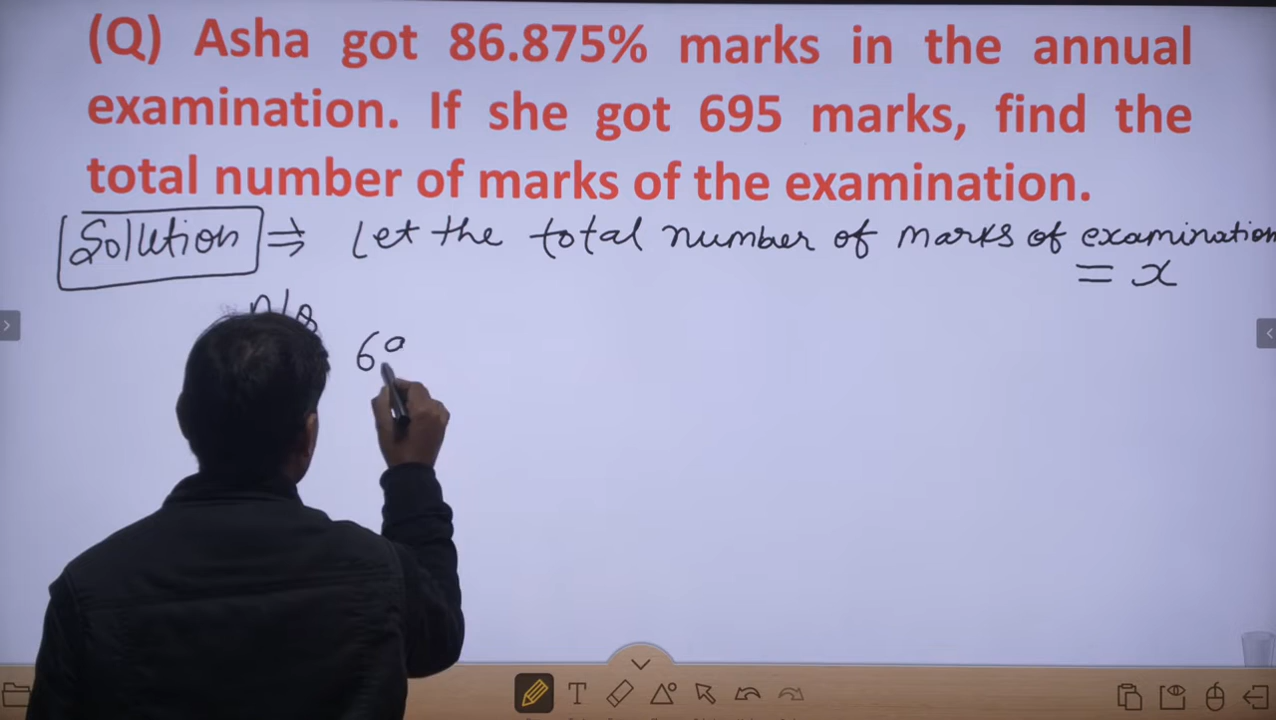 (Q) Asha got 86.875% marks in the annual
examination. If she got 695 marks, find the
total number of marks of the examination.
Solution ⇒ Let the total number of marks of examination
= x
6
T